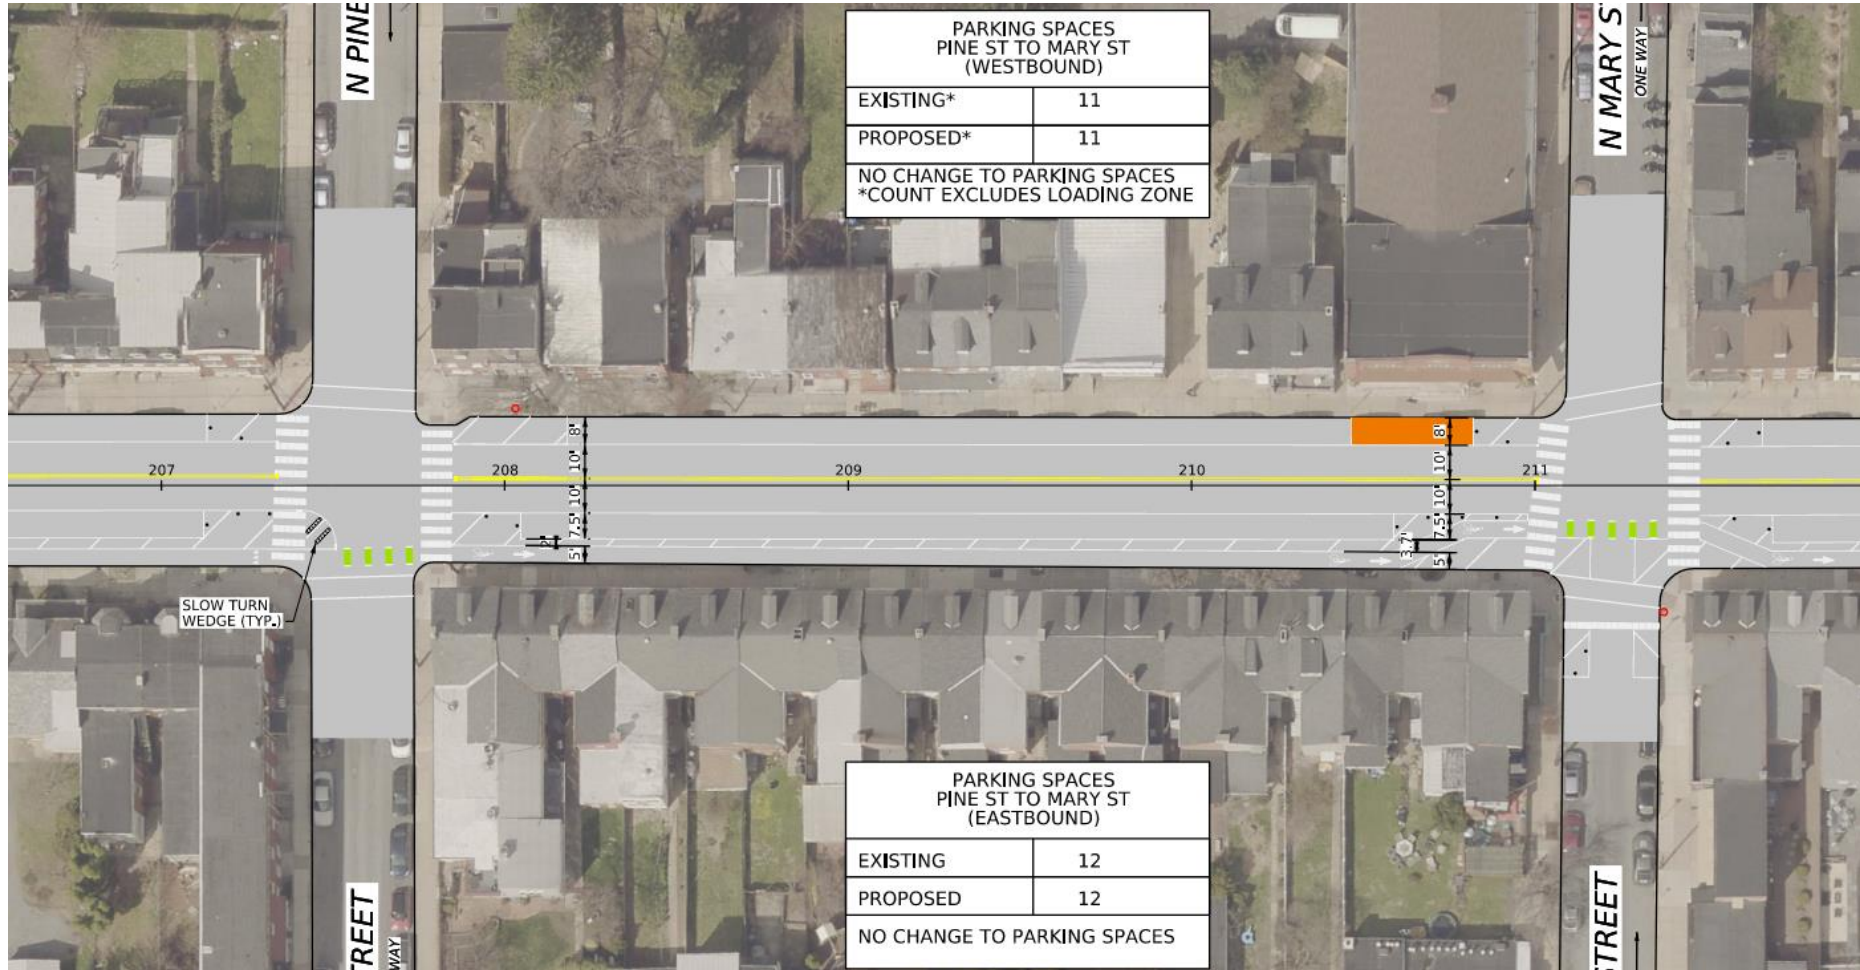 N PINE
PARKING SPACES
PINE ST TO MARY ST
(WESTBOUND)
EXISTING* 11
PROPOSED* 11
NO CHANGE TO PARKING SPACES
*COUNT EXCLUDES LOADING ZONE
N MARY S
ONE WAY
8'
10'
10'
7.5'
2'
5'
8'
10'
10'
7.5'
3.7'
5'
207
208
209
210
211
SLOW TURN
WEDGE (TYP.)
PARKING SPACES
PINE ST TO MARY ST
(EASTBOUND)
EXISTING 12
PROPOSED 12
NO CHANGE TO PARKING SPACES
TREET
WAY
STREET